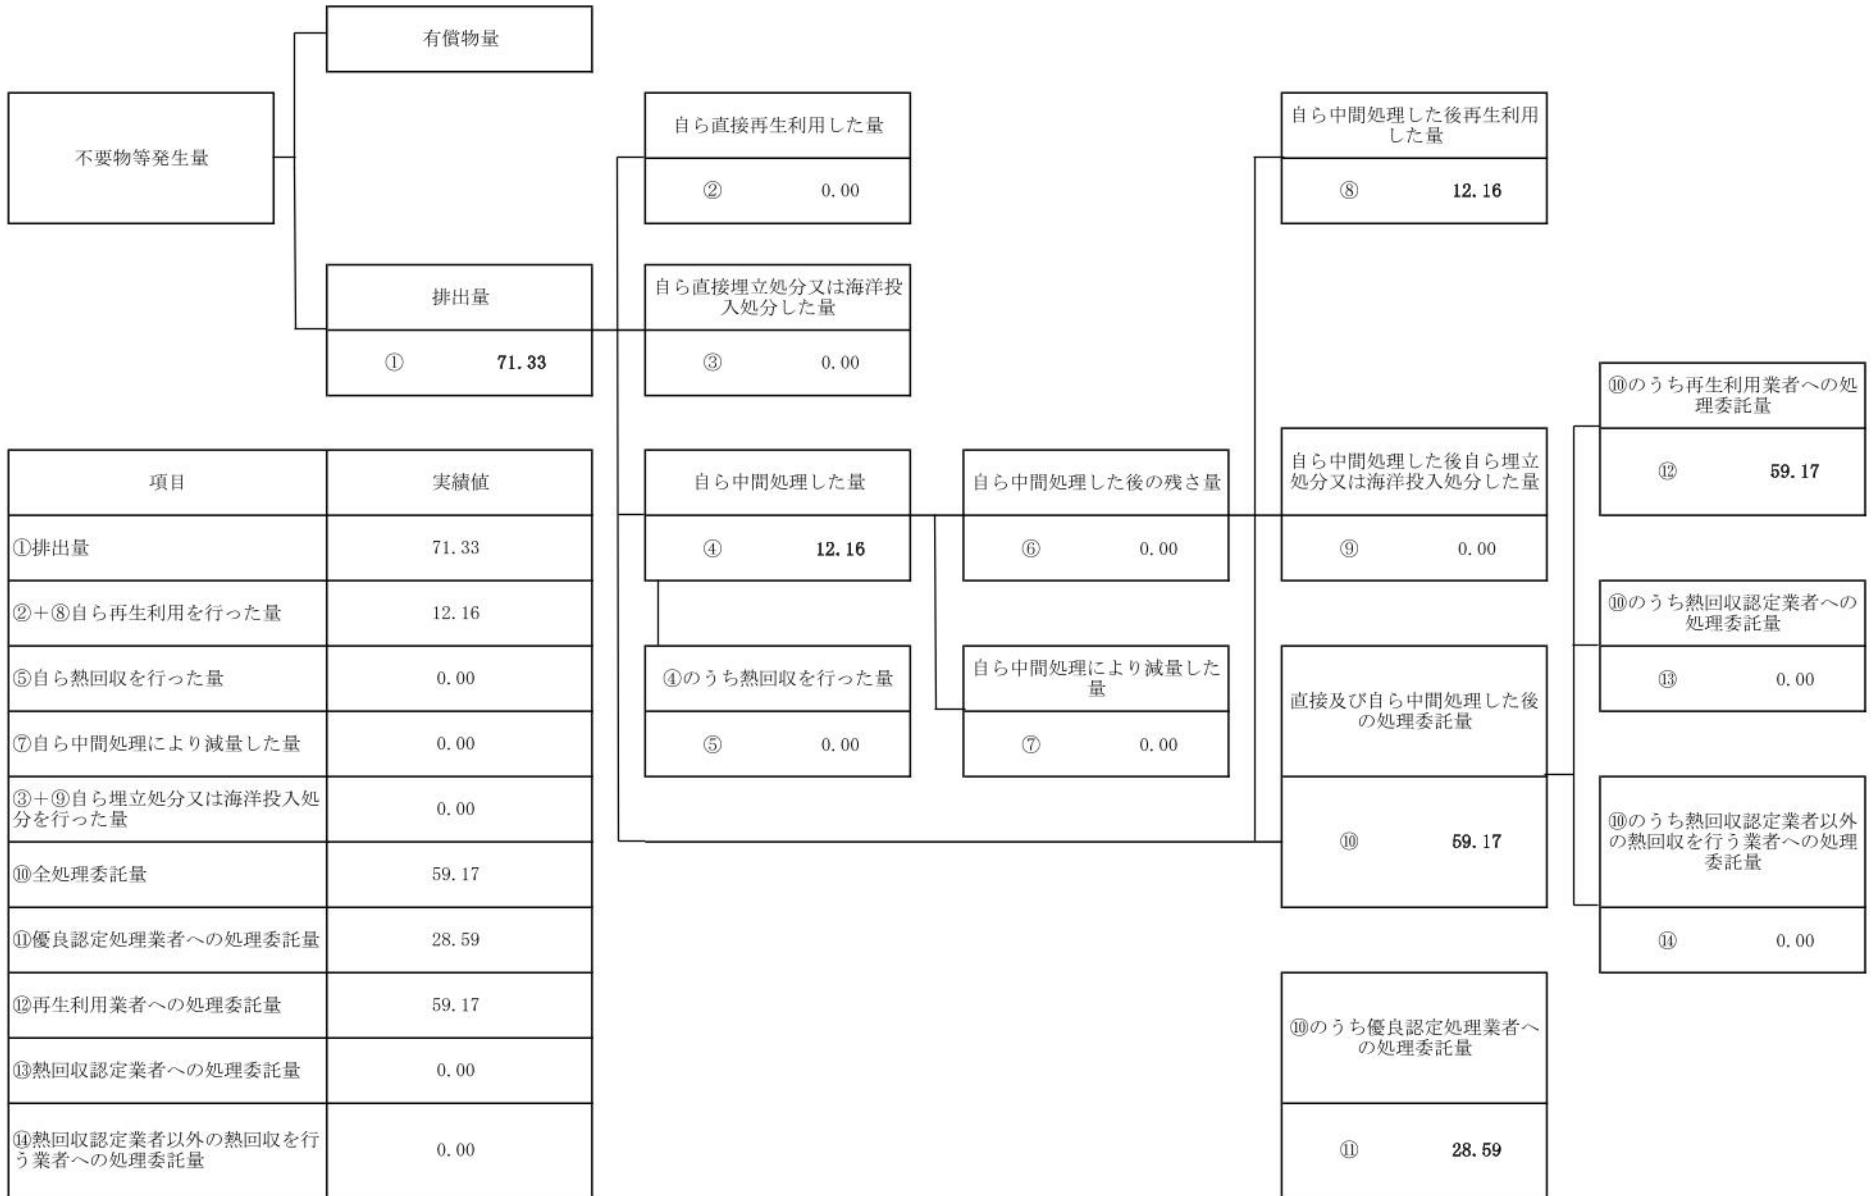 有償物量
不要物等発生量
排出量
① 71.33
自ら直接再生利用した量
② 0.00
自ら直接埋立処分又は海洋投
入処分した量
③ 0.00
自ら中間処理した量
④ 12.16
④のうち熱回収を行った量
⑤ 0.00
自ら中間処理した後の残さ量
⑥ 0.00
自ら中間処理により減量した
量
⑦ 0.00
自ら中間処理した後再生利用
した量
⑧ 12.16
自ら中間処理した後自ら埋立
処分又は海洋投入処分した量
⑨ 0.00
直接及び自ら中間処理した後
の処理委託量
⑩ 59.17
⑩のうち優良認定処理業者へ
の処理委託量
⑪ 28.59
⑩のうち再生利用業者への処
理委託量
⑫ 59.17
⑩のうち熱回収認定業者への
処理委託量
⑬ 0.00
⑩のうち熱回収認定業者以外
の熱回収を行う業者への処理
委託量
⑭ 0.00
項目 実績値
①排出量 71.33
②+⑧自ら再生利用を行った量 12.16
⑤自ら熱回収を行った量 0.00
⑦自ら中間処理により減量した量 0.00
③+⑨自ら埋立処分又は海洋投入処
分を行った量 0.00
⑩全処理委託量 59.17
⑪優良認定処理業者への処理委託量 28.59
⑫再生利用業者への処理委託量 59.17
⑬熱回収認定業者への処理委託量 0.00
⑭熱回収認定業者以外の熱回収を行
う業者への処理委託量 0.00